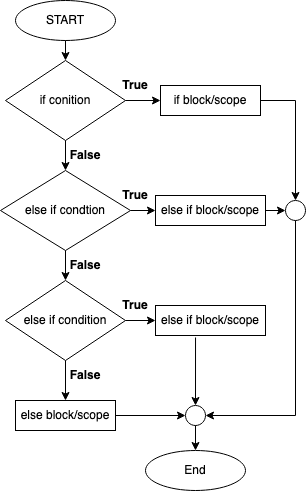 START
if conition
True
if block/scope
False
else if condtion
True
else if block/scope
False
else if condition
True
else if block/scope
False
else block/scope
End